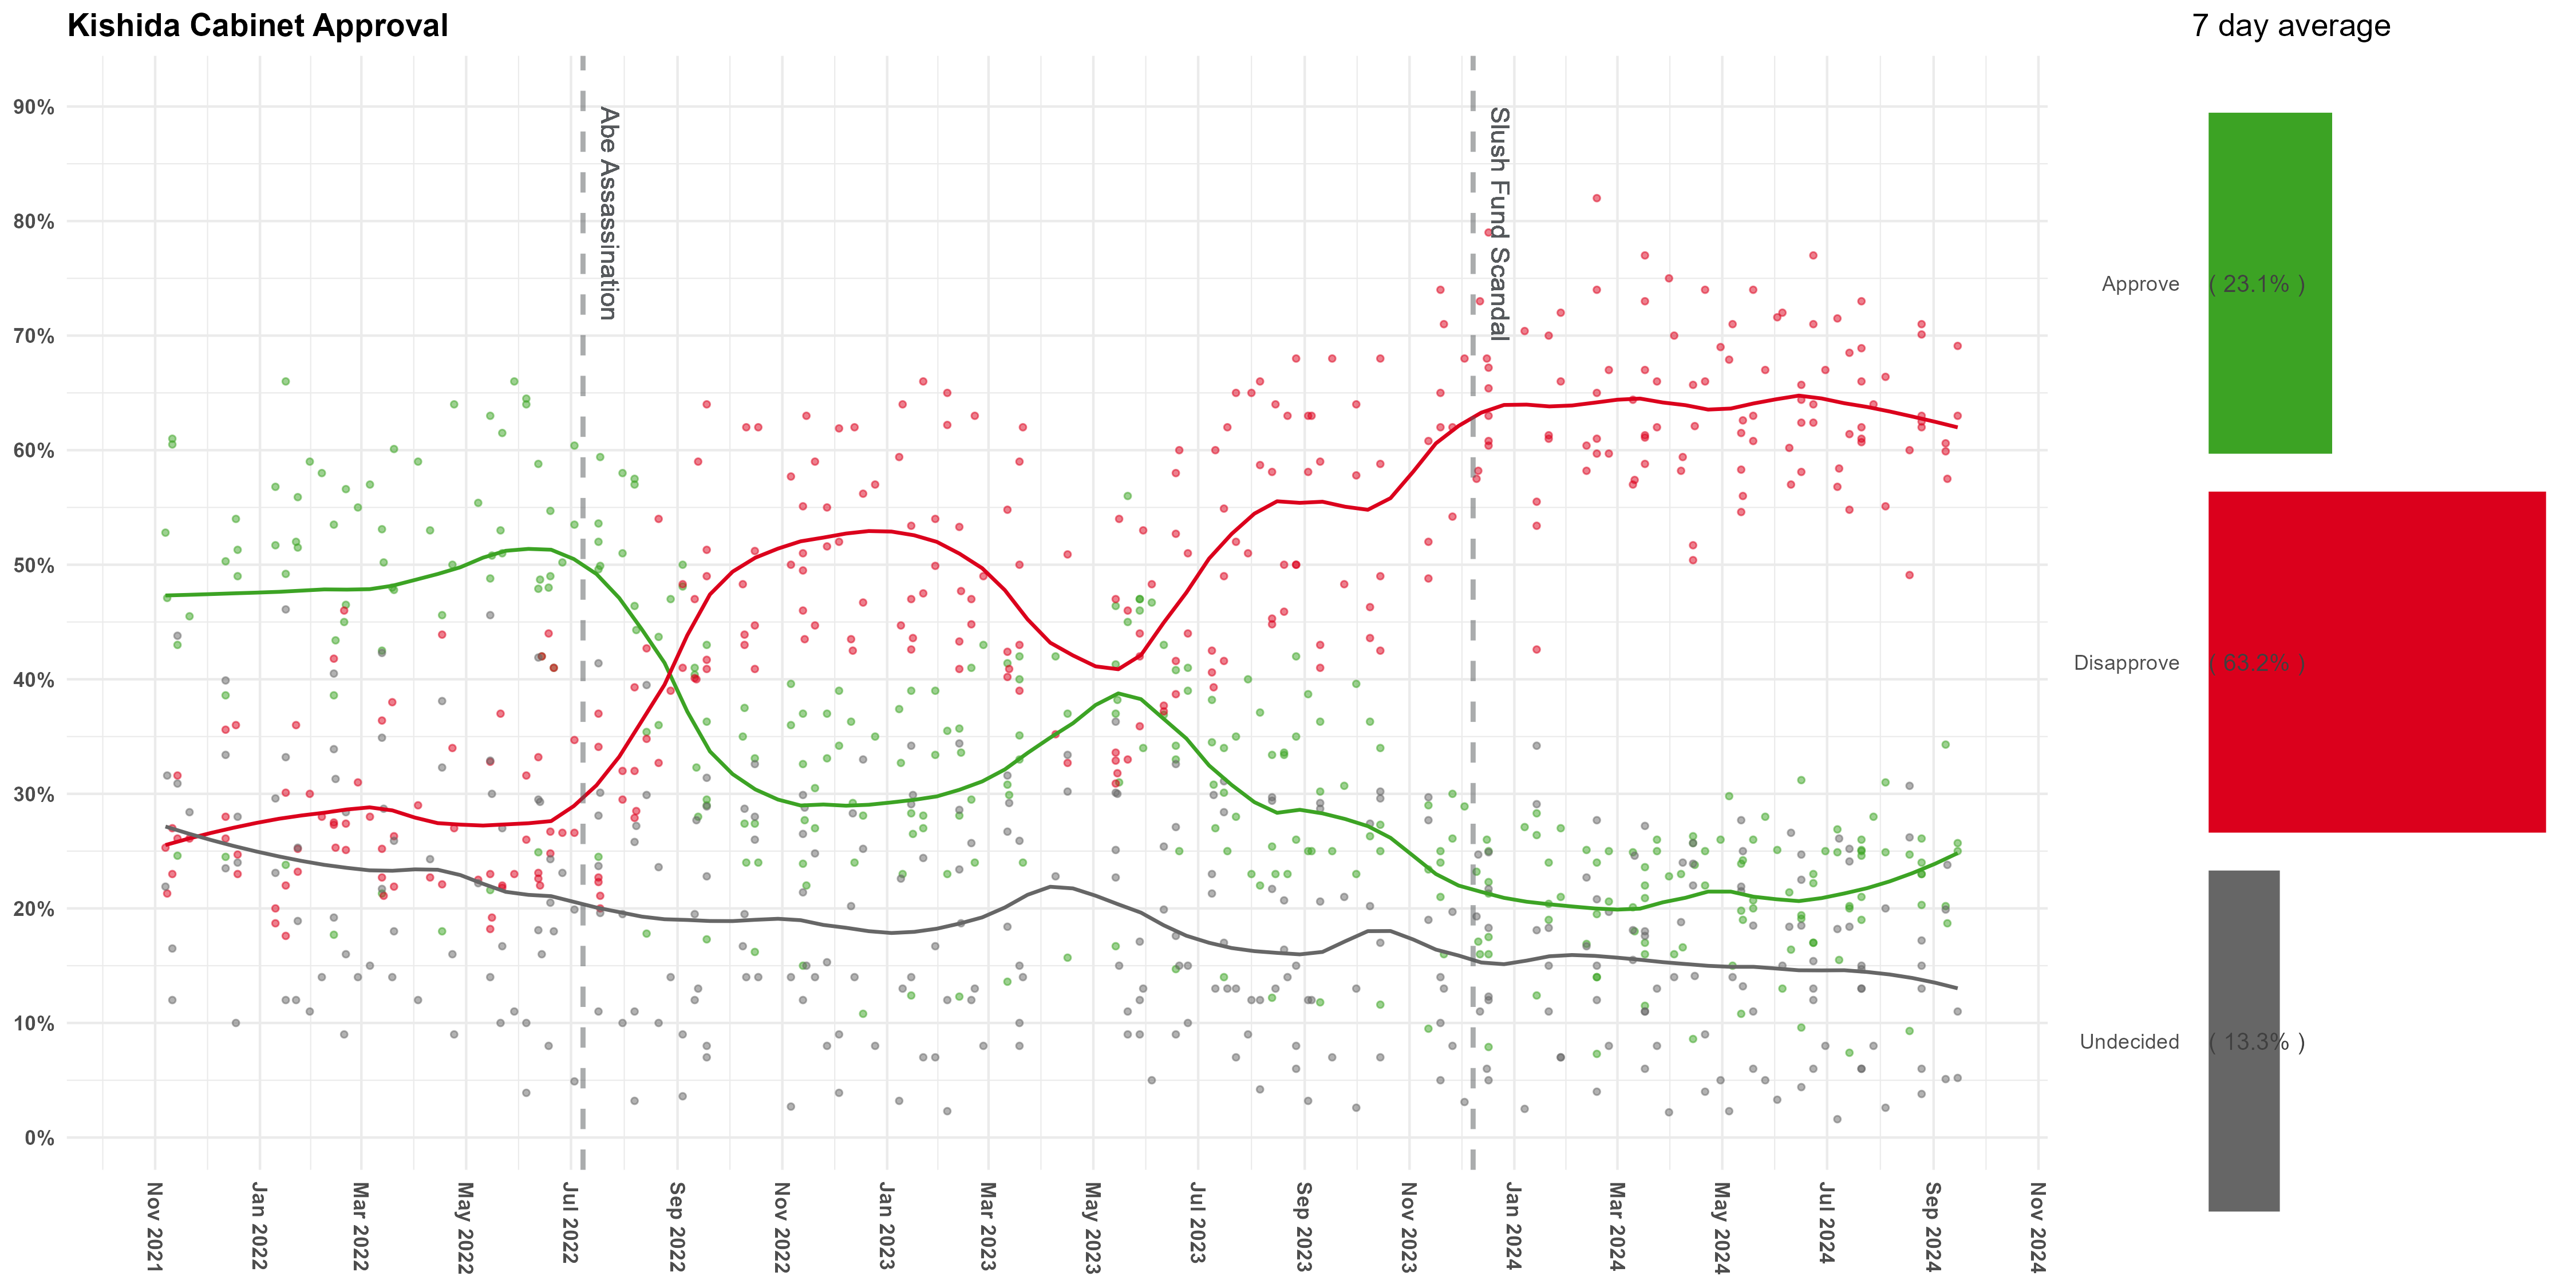 Kishida Cabinet Approval
7 day average
90%
80%
70%
60%
50%
40%
30%
20%
10%
0%
Abe Assassination
Slush Fund Scandal
Nov 2021
Jan 2022
Mar 2022
May 2022
Jul 2022
Sep 2022
Nov 2022
Jan 2023
Mar 2023
May 2023
Jul 2023
Sep 2023
Nov 2023
Jan 2024
Mar 2024
May 2024
Jul 2024
Sep 2024
Nov 2024
Approve ( 23.1% )
Disapprove ( 63.2% )
Undecided ( 13.3% )